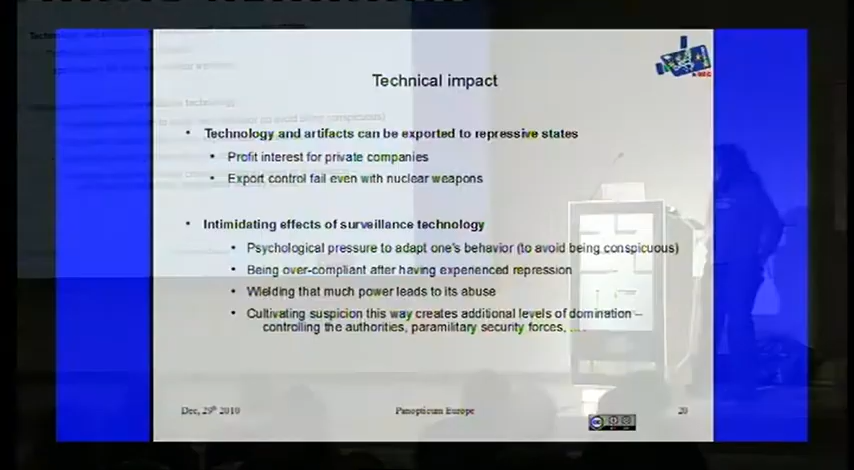 Technical impact
• Technology and artifacts can be exported to repressive states
• Profit interest for private companies
• Export control fail even with nuclear weapons
• Intimidating effects of surveillance technology
• Psychological pressure to adapt one's behavior (to avoid being conspicuous)
• Being over-compliant after having experienced repression
• Wielding that much power leads to its abuse
• Cultivating suspicion this way creates additional levels of domination –
controlling the authorities, paramilitary security forces, ...
Dec, 29th 2010
Panopticum Europe
20